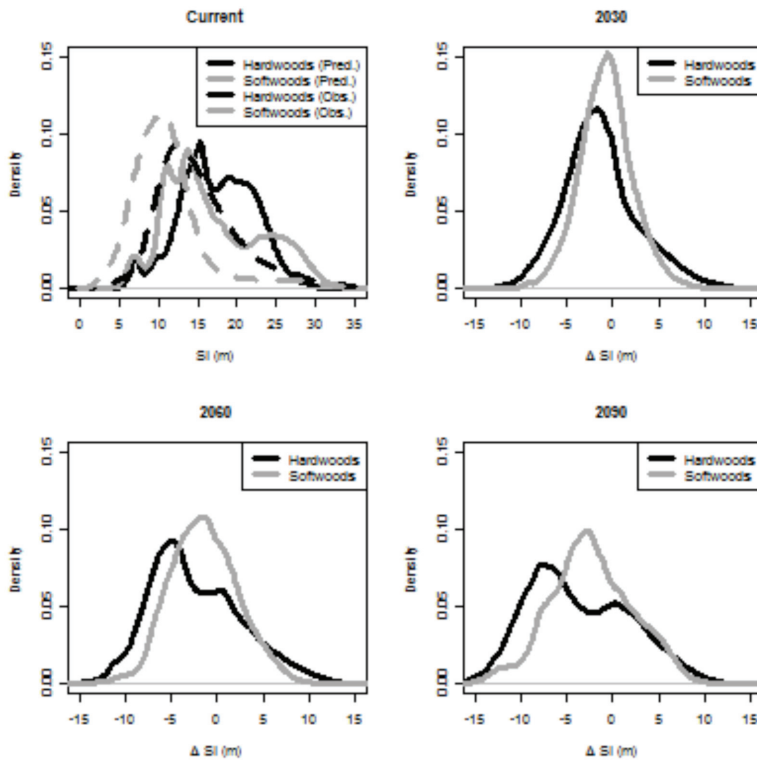 Current
Hardwoods (Pred.)
Softwoods (Pred.)
Hardwoods (Obs.)
Softwoods (Obs.)
Density
0.00 0.05 0.10 0.15
0 5 10 15 20 25 30 35
SI (m)
2030
Hardwoods
Softwoods
Density
0.00 0.05 0.10 0.15
-15 -10 -5 0 5 10 15
Δ SI (m)
2060
Hardwoods
Softwoods
Density
0.00 0.05 0.10 0.15
-15 -10 -5 0 5 10 15
Δ SI (m)
2090
Hardwoods
Softwoods
Density
0.00 0.05 0.10 0.15
-15 -10 -5 0 5 10 15
Δ SI (m)